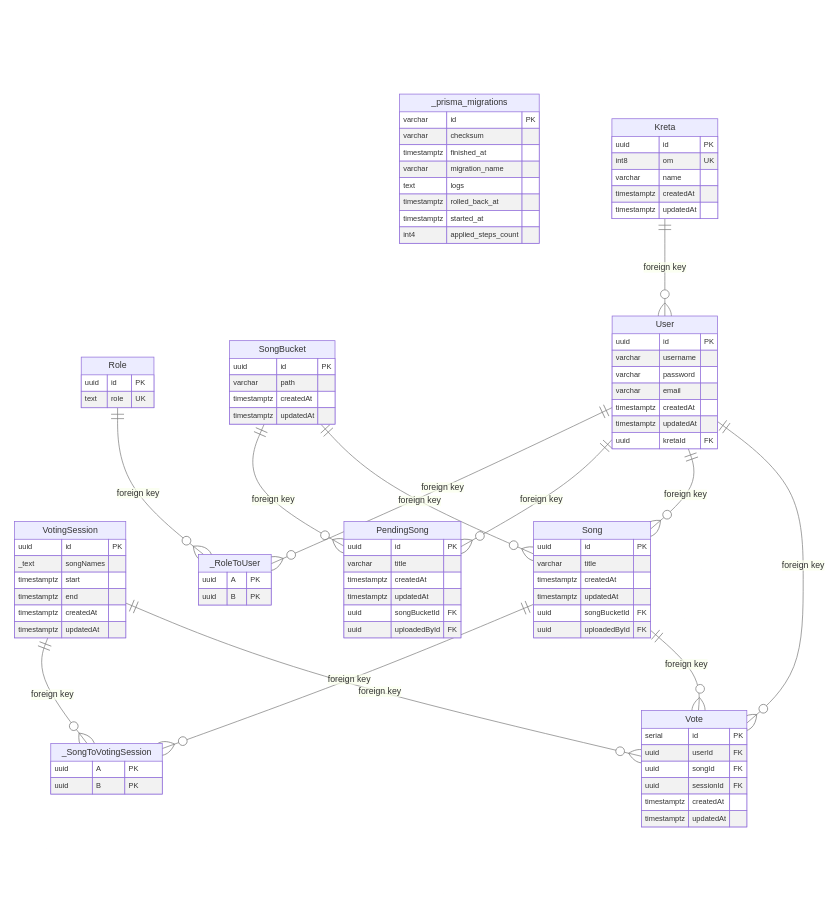 _prisma_migrations
varchar id PK
varchar checksum
timestamptz finished_at
varchar migration_name
text logs
timestamptz rolled_back_at
timestamptz started_at
int4 applied_steps_count
Kreta
uuid id PK
int8 om UK
varchar name
timestamptz createdAt
timestamptz updatedAt
foreign key
User
uuid id PK
varchar username
varchar password
varchar email
timestamptz createdAt
timestamptz updatedAt
uuid kretaId FK
SongBucket
uuid id PK
varchar path
timestamptz createdAt
timestamptz updatedAt
Role
uuid id PK
text role UK
foreign key
foreign key
foreign key
foreign key
foreign key
foreign key
foreign key
VotingSession
uuid id PK
_text songNames
timestamptz start
timestamptz end
timestamptz createdAt
timestamptz updatedAt
_RoleToUser
uuid A PK
uuid B PK
PendingSong
uuid id PK
varchar title
timestamptz createdAt
timestamptz updatedAt
uuid songBucketId FK
uuid uploadedById FK
Song
uuid id PK
varchar title
timestamptz createdAt
timestamptz updatedAt
uuid songBucketId FK
uuid uploadedById FK
foreign key
foreign key
foreign key
foreign key
_SongToVotingSession
uuid A PK
uuid B PK
Vote
serial id PK
uuid userId FK
uuid songId FK
uuid sessionId FK
timestamptz createdAt
timestamptz updatedAt